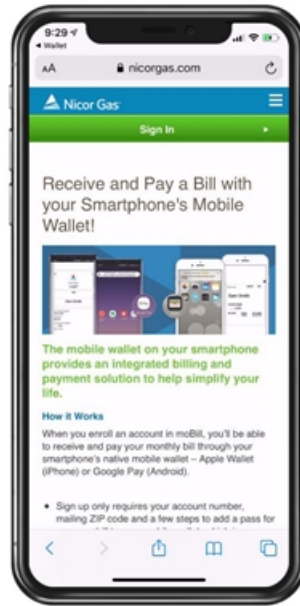 9:29
Wallet
AA
nicorgas.com
Nicor Gas
Sign In
Receive and Pay a Bill with
your Smartphone's Mobile
Wallet!
The mobile wallet on your smartphone
provides an integrated billing and
payment solution to help simplify your
life.
How it Works
When you enroll an account in moBill, you'll be able
to receive and pay your monthly bill through your
smartphone's native mobile wallet – Apple Wallet
(iPhone) or Google Pay (Android).
• Sign up only requires your account number,
mailing ZIP code and a few steps to add a pass for